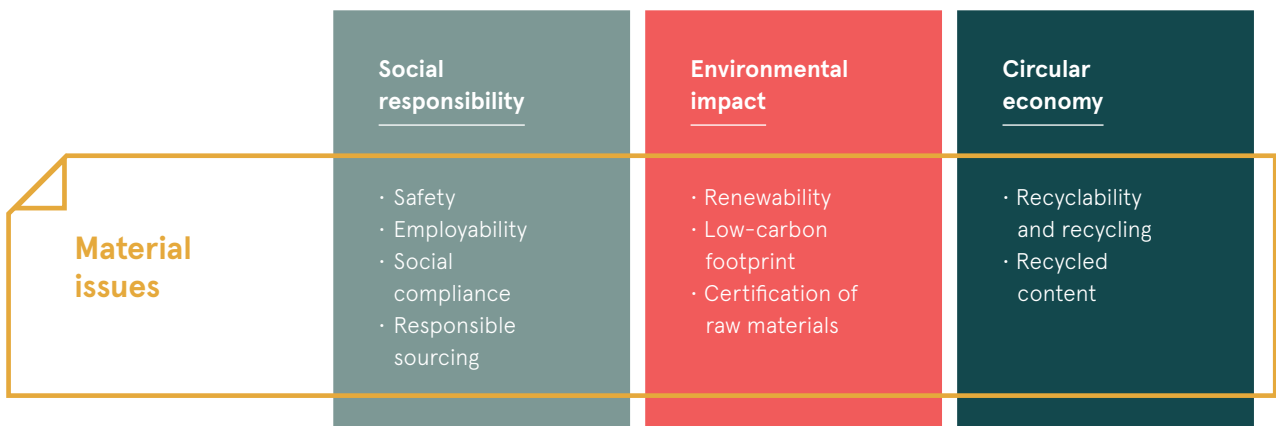 Social
responsibility
Environmental
impact
Circular
economy
Material
issues
· Safety
· Employability
· Social
compliance
· Responsible
sourcing
· Renewability
· Low-carbon
footprint
· Certification of
raw materials
· Recyclability
and recycling
· Recycled
content